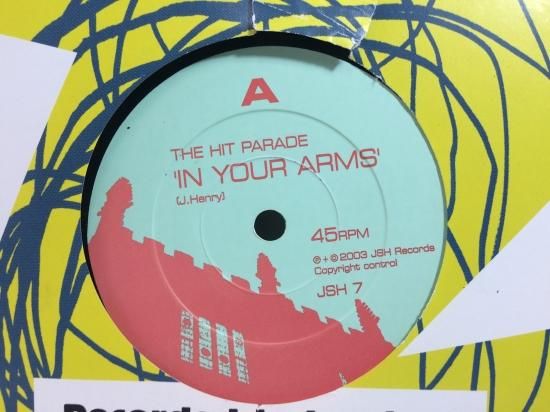 A
THE HIT PARADE
'IN YOUR ARMS'
(J.Henry)
45RPM
℗+© 2003 JSH Records
Copyright control
JSH 7